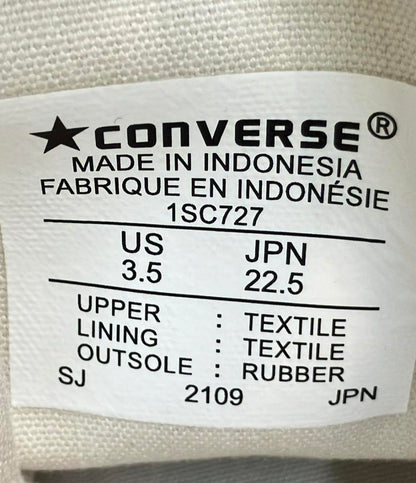 ★CONVERSE®
MADE IN INDONESIA
FABRIQUE EN INDONÉSIE
1SC727
US JPN
3.5 22.5
UPPER : TEXTILE
LINING : TEXTILE
OUTSOLE : RUBBER
SJ 2109 JPN